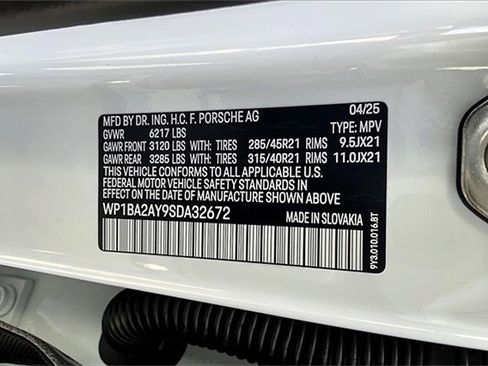 MFD BY DR. ING. H.C. F. PORSCHE AG 04/25
GVWR 6217 LBS TYPE: MPV
GAWR FRONT 3120 LBS WITH: TIRES 285/45R21 RIMS 9.5JX21
GAWR REAR 3285 LBS WITH: TIRES 315/40R21 RIMS 11.0JX21
THIS VEHICLE CONFORMS TO ALL APPLICABLE U.S.
FEDERAL MOTOR VEHICLE SAFETY STANDARDS IN
EFFECT ON THE DATE OF MANUFACTURE SHOWN ABOVE
WP1BA2AY9SDA32672 MADE IN SLOVAKIA
9Y3.010.016.BT